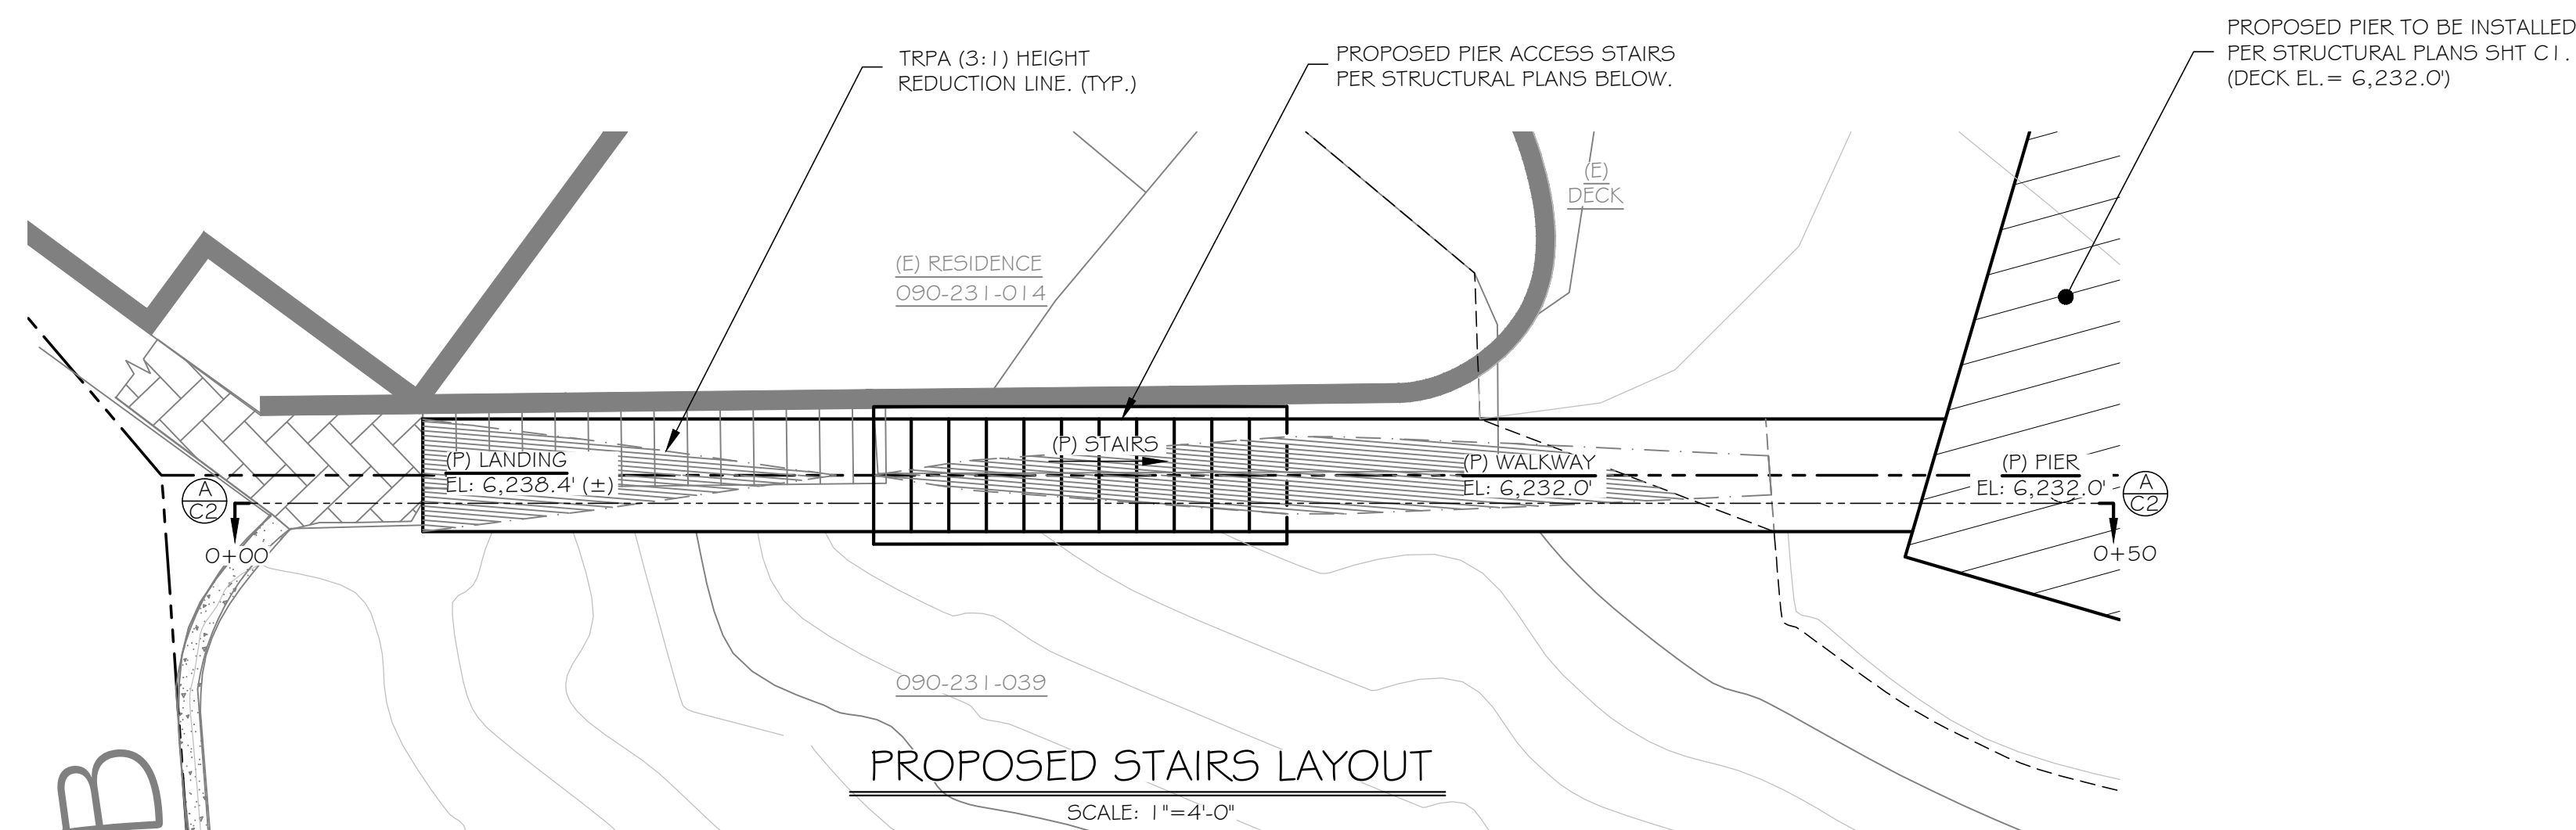 PROPOSED PIER TO BE INSTALLED
PER STRUCTURAL PLANS SHT C1.
(DECK EL.= 6,232.0')
TRPA (3:1) HEIGHT
REDUCTION LINE. (TYP.)
PROPOSED PIER ACCESS STAIRS
PER STRUCTURAL PLANS BELOW.
(E)
DECK
(E) RESIDENCE
090-231-014
(P) STAIRS
(P) LANDING
EL: 6,238.4' (±)
(P) WALKWAY
EL: 6,232.0'
(P) PIER
EL: 6,232.0'
A
C2
0+00
A
C2
0+50
090-231-039
B
PROPOSED STAIRS LAYOUT
SCALE: 1"=4'-0"